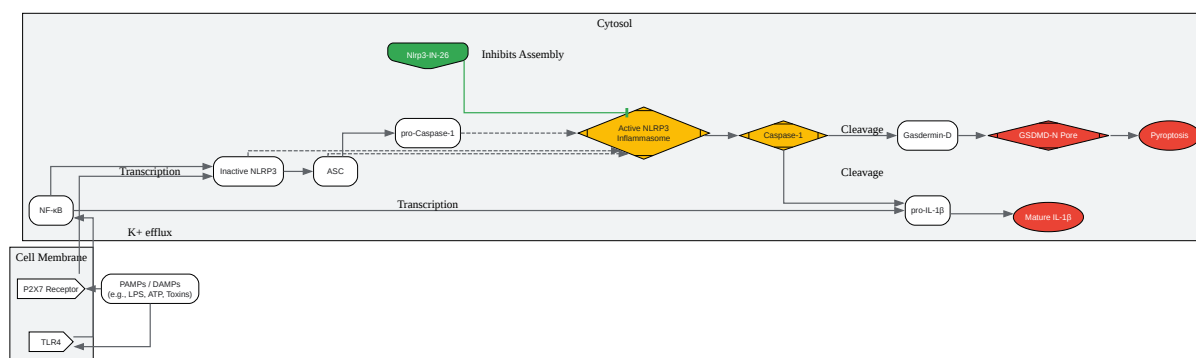 Cytosol
Nlrp3-IN-26
Inhibits Assembly
pro-Caspase-1
Active NLRP3
Inflammasome
Caspase-1
Cleavage
Gasdermin-D
GSDMD-N Pore
Pyroptosis
Transcription
Inactive NLRP3
ASC
Cleavage
NF-κB
Transcription
pro-IL-1β
Mature IL-1β
K+ efflux
Cell Membrane
P2X7 Receptor
PAMPs / DAMPs
(e.g., LPS, ATP, Toxins)
TLR4